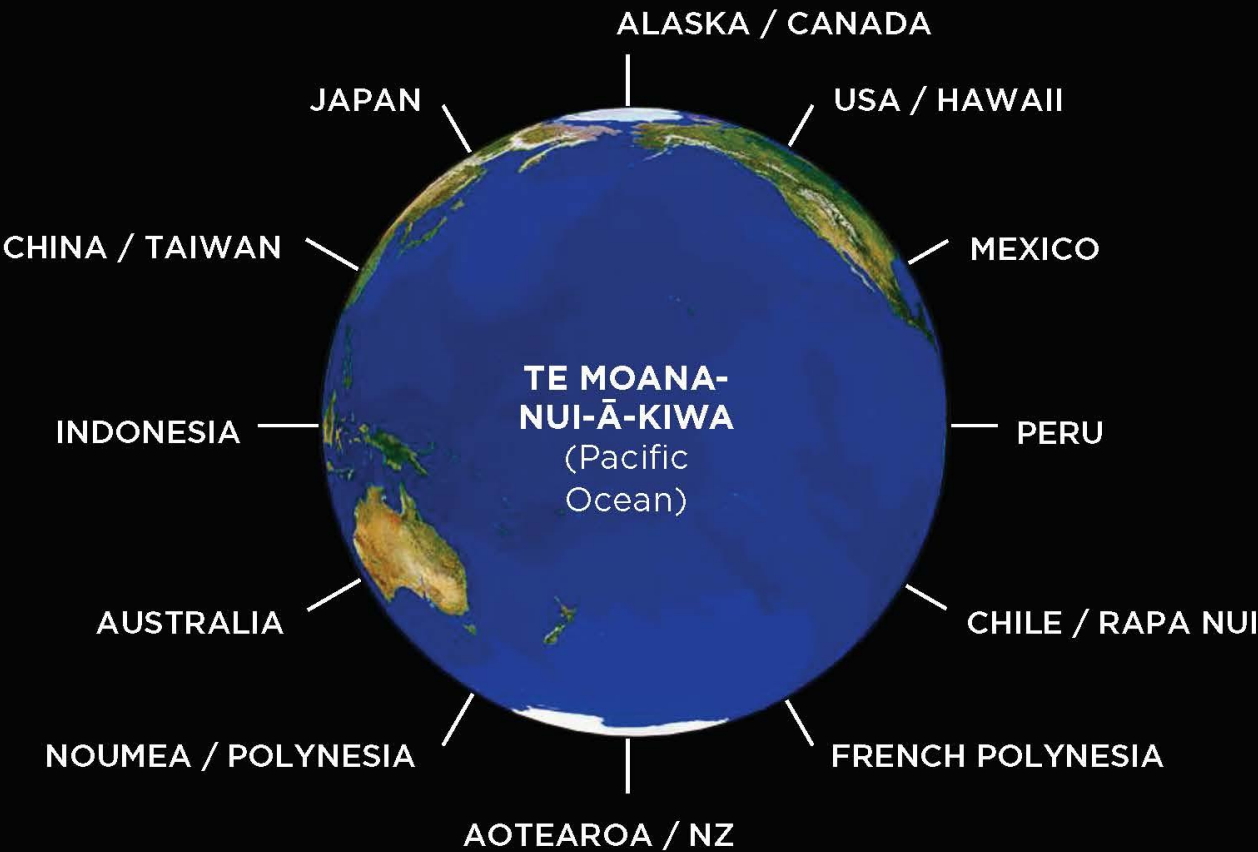 ALASKA / CANADA
JAPAN
USA / HAWAII
CHINA / TAIWAN
MEXICO
TE MOANA-
NUI-Ā-KIWA
(Pacific
Ocean)
INDONESIA
PERU
AUSTRALIA
CHILE / RAPA NUI
NOUMEA / POLYNESIA
FRENCH POLYNESIA
AOTEAROA / NZ